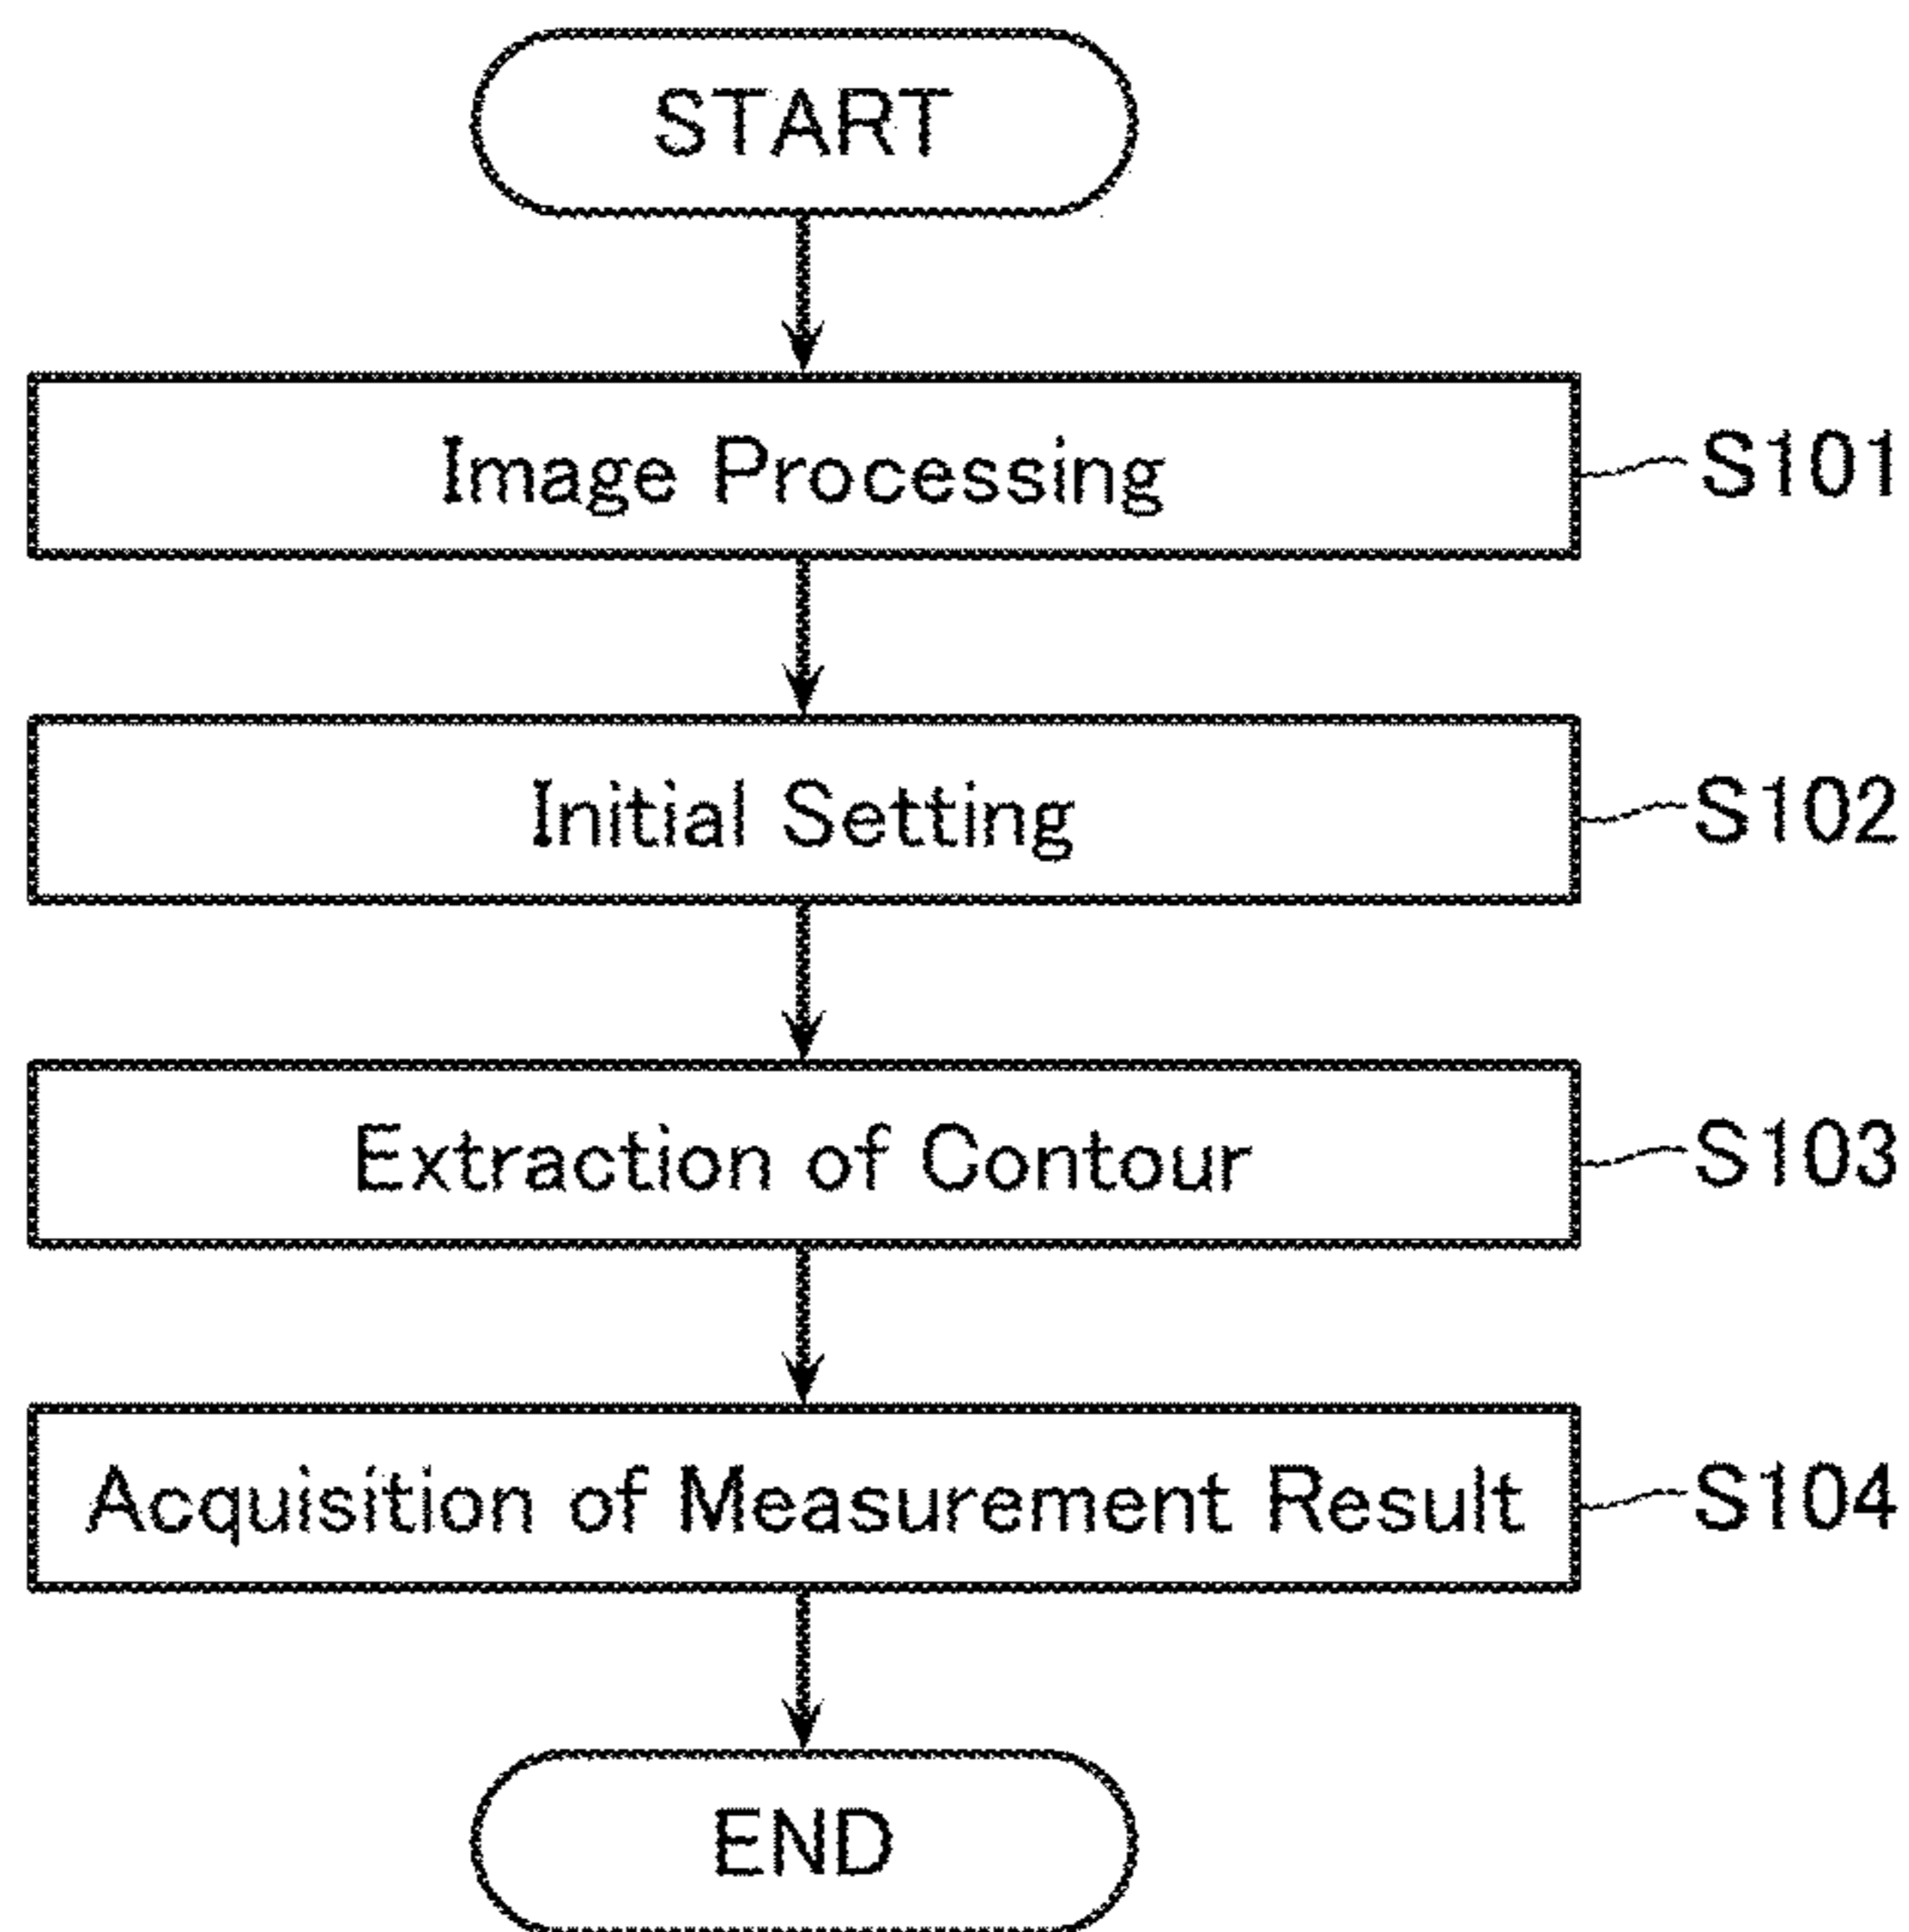 START
Image Processing
S101
Initial Setting
S102
Extraction of Contour
S103
Acquisition of Measurement Result
S104
END